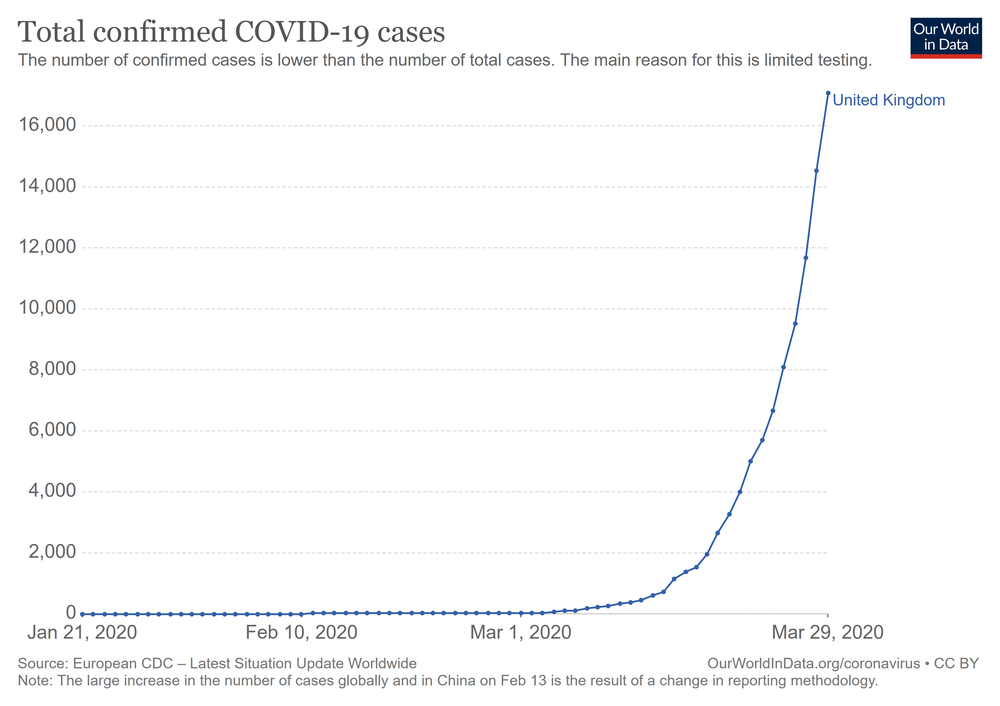 Total confirmed COVID-19 cases
Our World
in Data
The number of confirmed cases is lower than the number of total cases. The main reason for this is limited testing.
United Kingdom
16,000
14,000
12,000
10,000
8,000
6,000
4,000
2,000
0
Jan 21, 2020 Feb 10, 2020 Mar 1, 2020 Mar 29, 2020
Source: European CDC – Latest Situation Update Worldwide OurWorldInData.org/coronavirus • CC BY
Note: The large increase in the number of cases globally and in China on Feb 13 is the result of a change in reporting methodology.